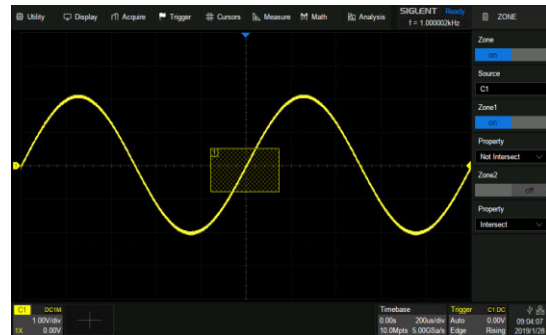 Utility Display Acquire Trigger Cursors Measure Math Analysis
SIGLENT Ready
f = 1.000002kHz
ZONE
Zone
on
Source
C1
Zone1
on
Property
Not Intersect
Zone2
off
Property
Intersect
1
C1 DC1M
1.00V/div
1X 0.00V
Timebase
0.00s 200us/div
10.0Mpts 5.00GSa/s
Trigger C1 DC
Auto 0.00V
Edge Rising
09:04:07
2019/1/28